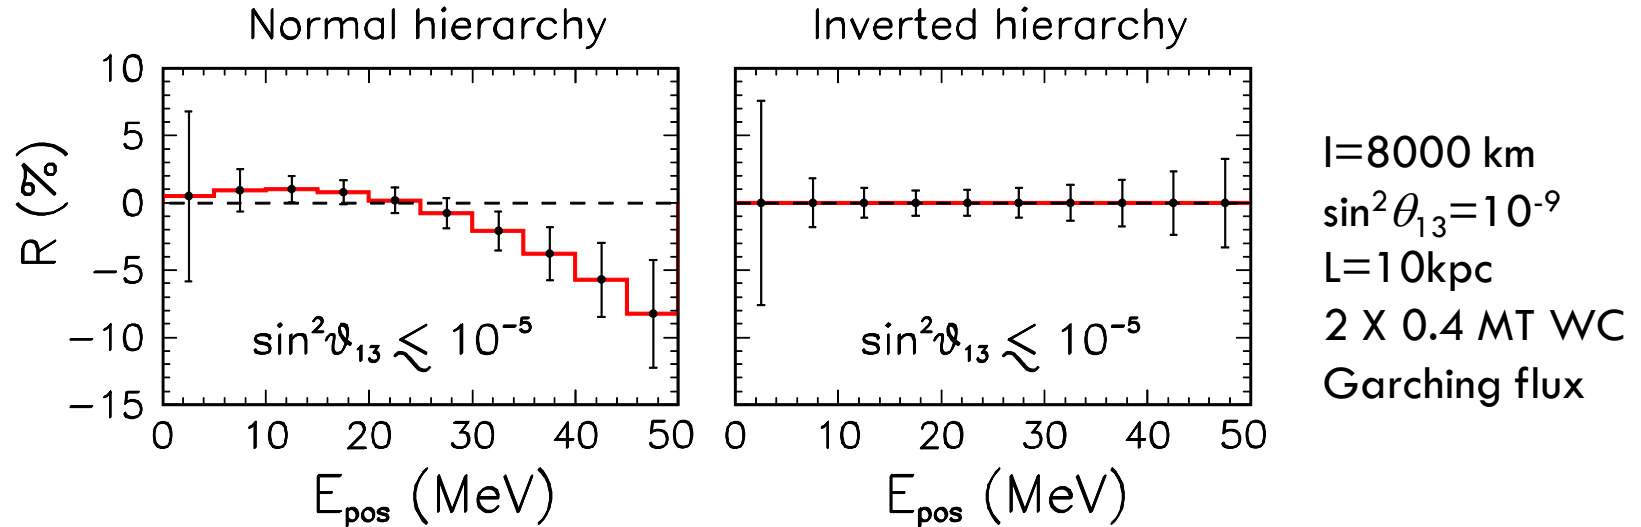 Normal hierarchy
Inverted hierarchy
R (%)
10
5
0
−5
−10
−15
sin²ϑ₁₃ ≲ 10⁻⁵
0 10 20 30 40 50
E_pos (MeV)
sin²ϑ₁₃ ≲ 10⁻⁵
0 10 20 30 40 50
E_pos (MeV)
l=8000 km
sin²θ₁₃=10⁻⁹
L=10kpc
2 X 0.4 MT WC
Garching flux